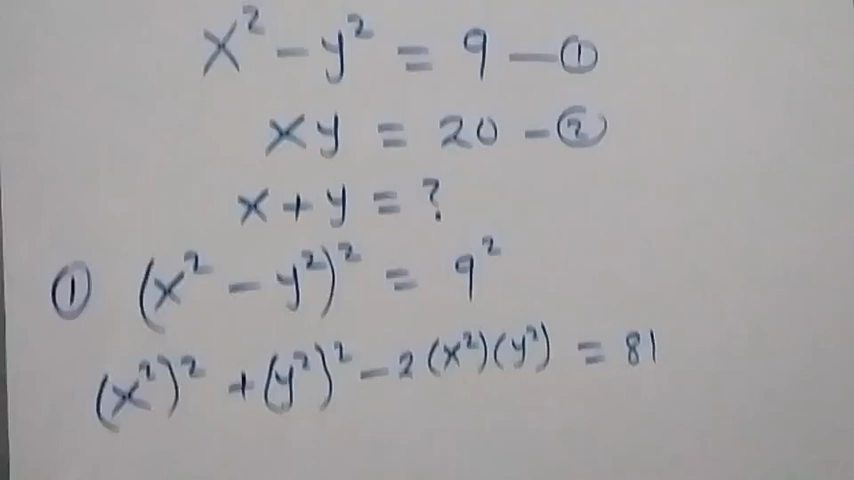 x² - y² = 9 — ①
xy = 20 - ②
x + y = ?
① (x² - y²)² = 9²
(x²)² + (y²)² - 2(x²)(y²) = 81